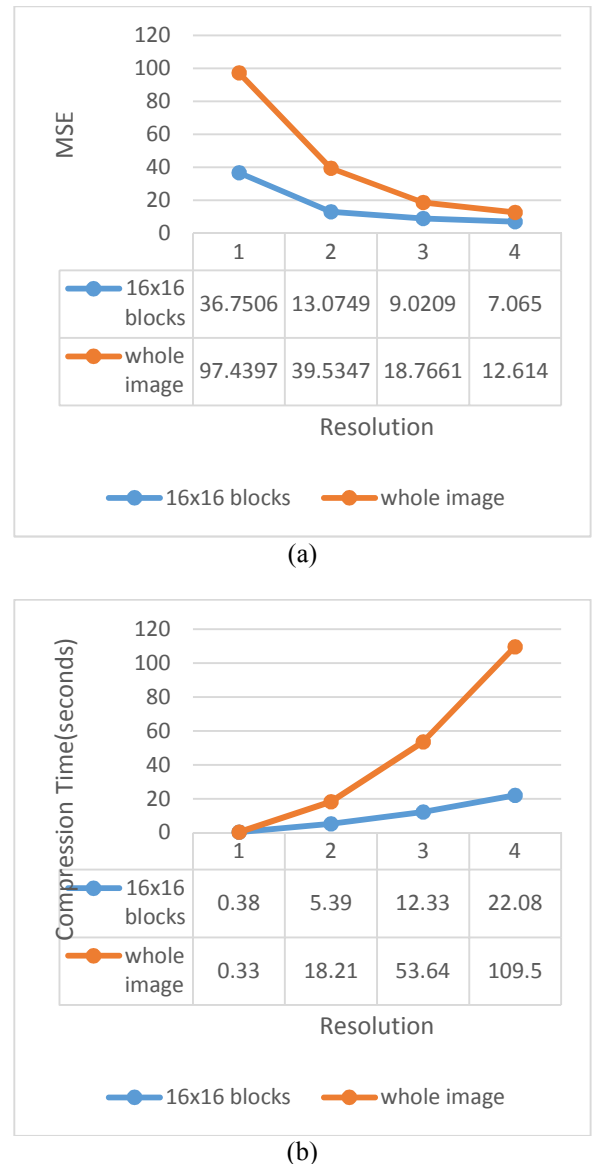 120
100
80
60
40
20
0
MSE
1 2 3 4
16x16 blocks 36.7506 13.0749 9.0209 7.065
whole image 97.4397 39.5347 18.7661 12.614
Resolution
16x16 blocks whole image
(a)
120
100
80
60
40
20
0
Compression Time(seconds)
1 2 3 4
16x16 blocks 0.38 5.39 12.33 22.08
whole image 0.33 18.21 53.64 109.5
Resolution
16x16 blocks whole image
(b)